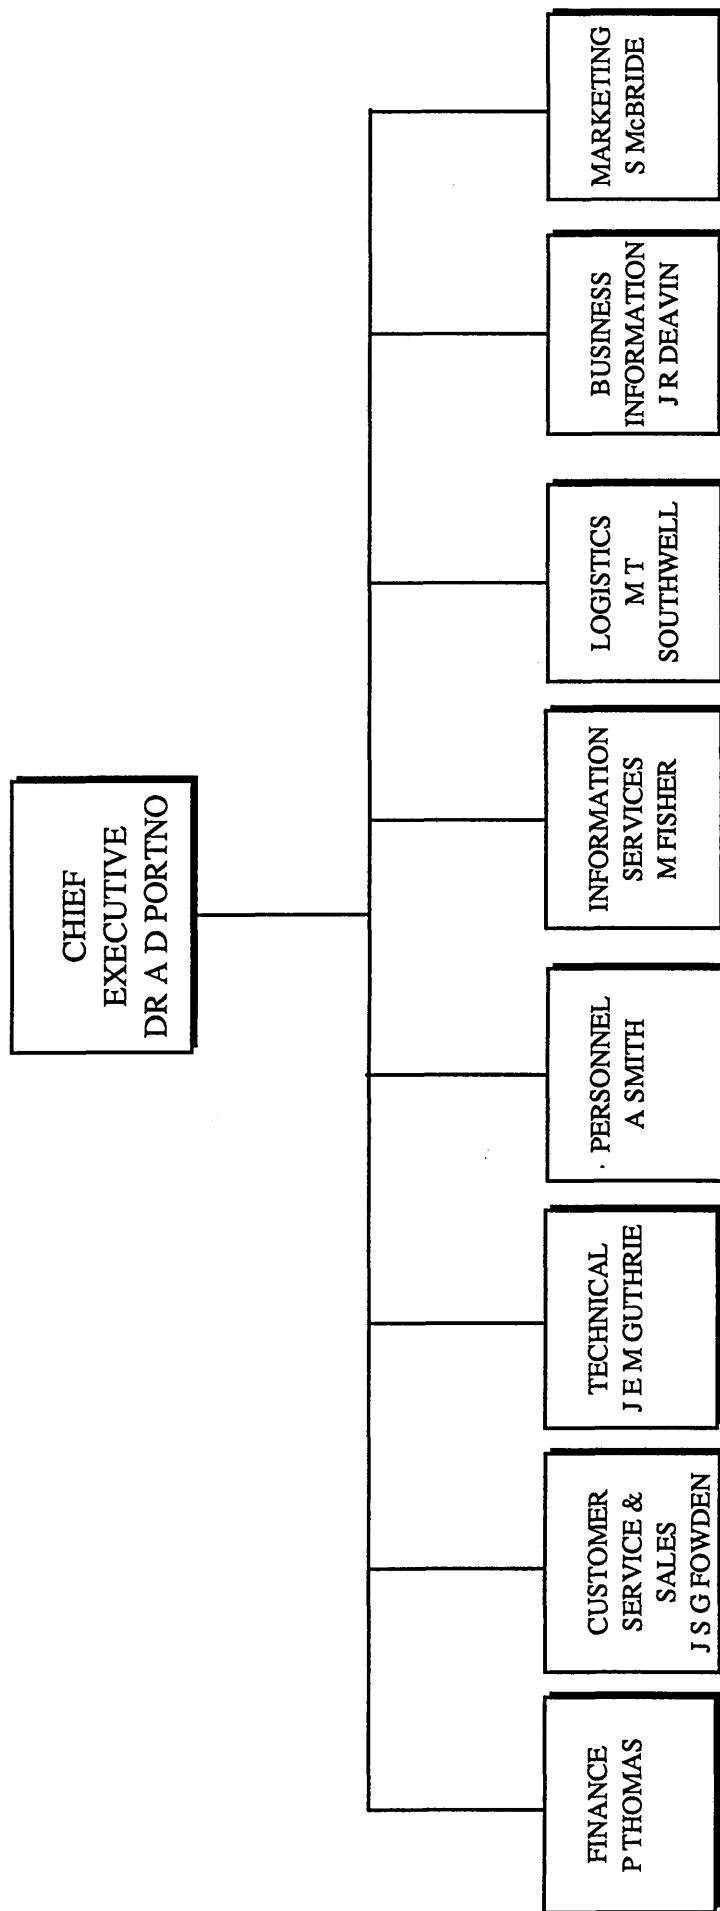 CHIEF
EXECUTIVE
DR A D PORTNO
FINANCE
P THOMAS
CUSTOMER
SERVICE &
SALES
J S G FOWDEN
TECHNICAL
J E M GUTHRIE
PERSONNEL
A SMITH
INFORMATION
SERVICES
M FISHER
LOGISTICS
M T
SOUTHWELL
BUSINESS
INFORMATION
J R DEAVIN
MARKETING
S McBRIDE